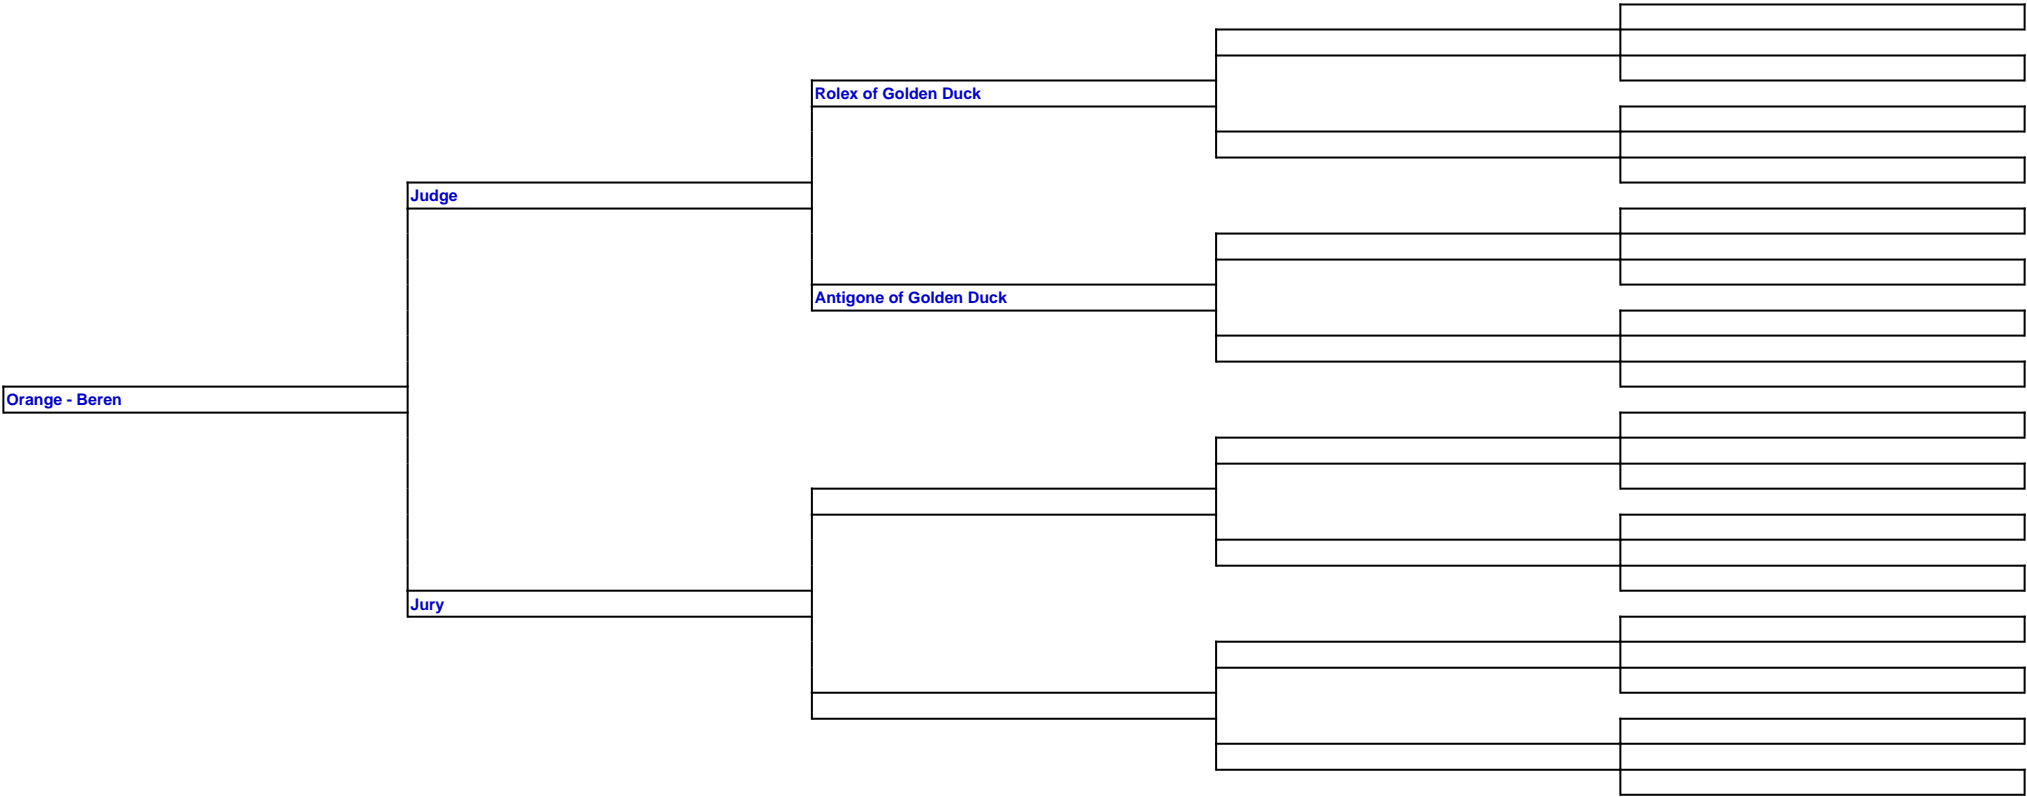 Rolex of Golden Duck
Judge
Antigone of Golden Duck
Orange - Beren
Jury